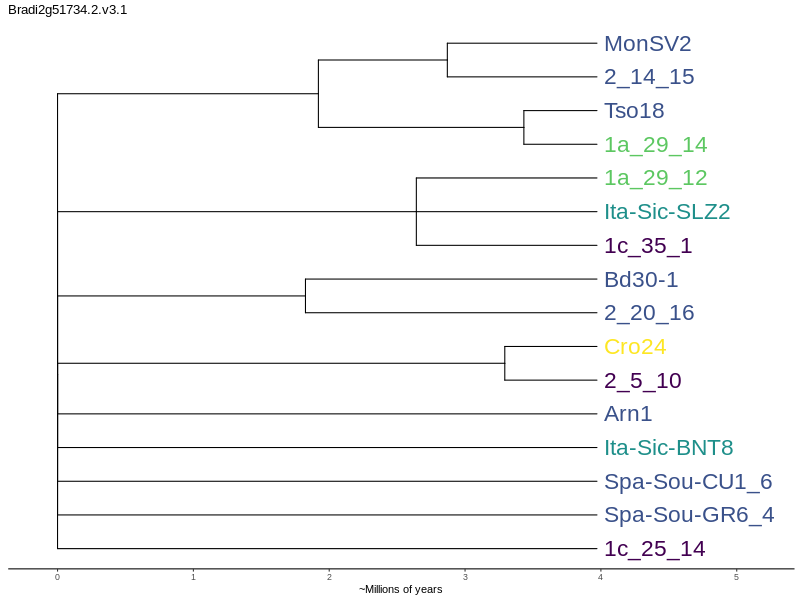 Bradi2g51734.2.v3.1
MonSV2
2_14_15
Tso18
1a_29_14
1a_29_12
Ita-Sic-SLZ2
1c_35_1
Bd30-1
2_20_16
Cro24
2_5_10
Arn1
Ita-Sic-BNT8
Spa-Sou-CU1_6
Spa-Sou-GR6_4
1c_25_14
0 1 2 3 4 5
~Millions of years